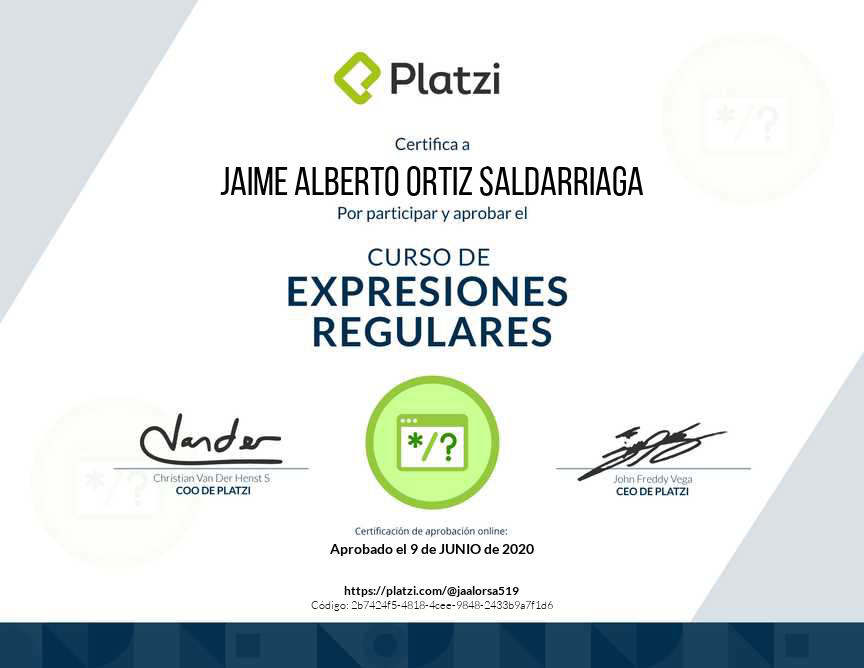 Platzi
Certifica a
JAIME ALBERTO ORTIZ SALDARRIAGA
Por participar y aprobar el
CURSO DE
EXPRESIONES
REGULARES
*/?
*/?
Vander
*/?
Christian Van Der Henst S
COO DE PLATZI
John Freddy Vega
CEO DE PLATZI
Certificación de aprobación online:
Aprobado el 9 de JUNIO de 2020
https://platzi.com/@jaalorsa519
Código: 2b7424f5-4818-4cee-9848-2433b9a7f1d6